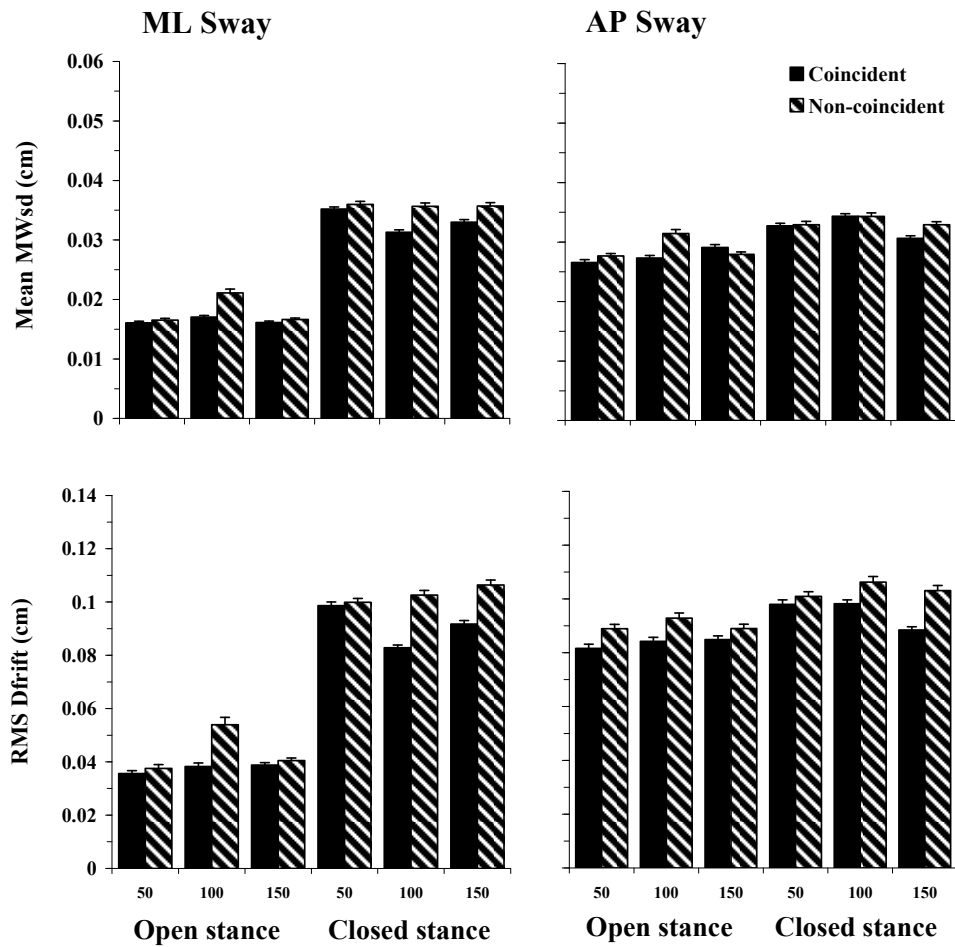 ML Sway
AP Sway
Mean MWsd (cm)
0.06
0.05
0.04
0.03
0.02
0.01
0
Coincident
Non-coincident
RMS Dfrift (cm)
0.14
0.12
0.1
0.08
0.06
0.04
0.02
0
50 100 150 50 100 150
50 100 150 50 100 150
Open stance Closed stance
Open stance Closed stance